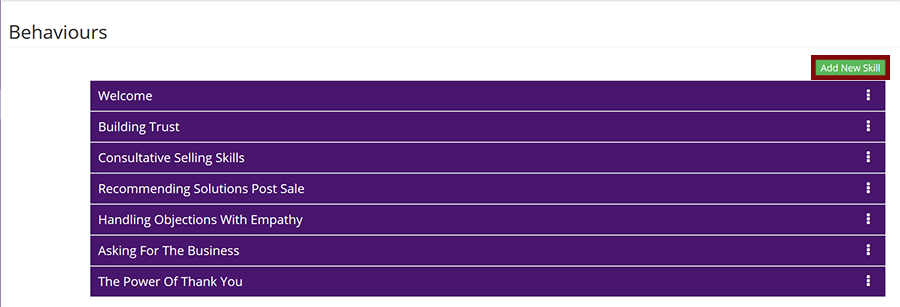 Behaviours
Add New Skill
Welcome
Building Trust
Consultative Selling Skills
Recommending Solutions Post Sale
Handling Objections With Empathy
Asking For The Business
The Power Of Thank You